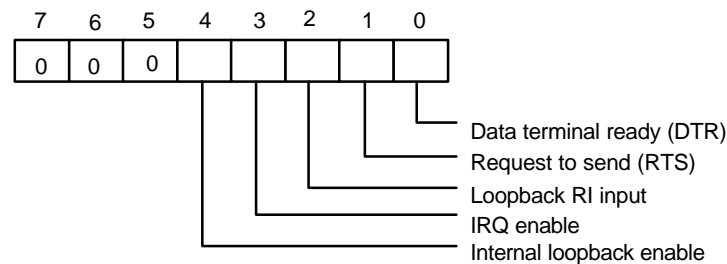 7 6 5 4 3 2 1 0
0 0 0
Data terminal ready (DTR)
Request to send (RTS)
Loopback RI input
IRQ enable
Internal loopback enable